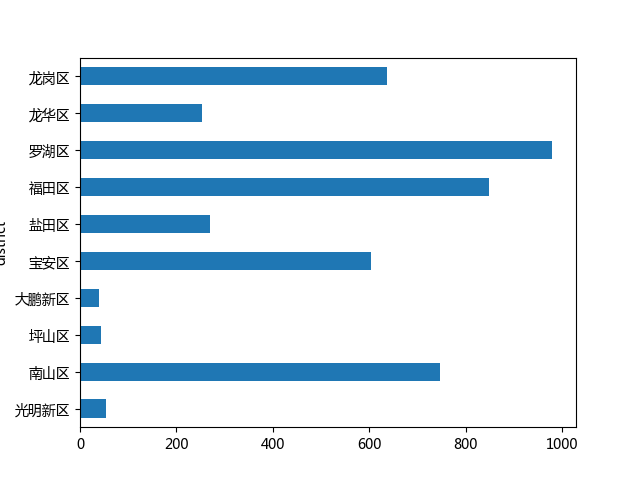 龙岗区
龙华区
罗湖区
福田区
盐田区
宝安区
大鹏新区
坪山区
南山区
光明新区
0 200 400 600 800 1000
district